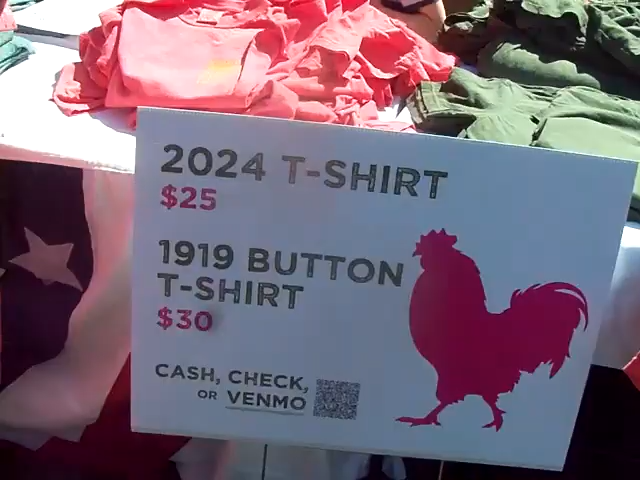 2024 T-SHIRT
$25
1919 BUTTON
T-SHIRT
$30
CASH, CHECK,
OR VENMO